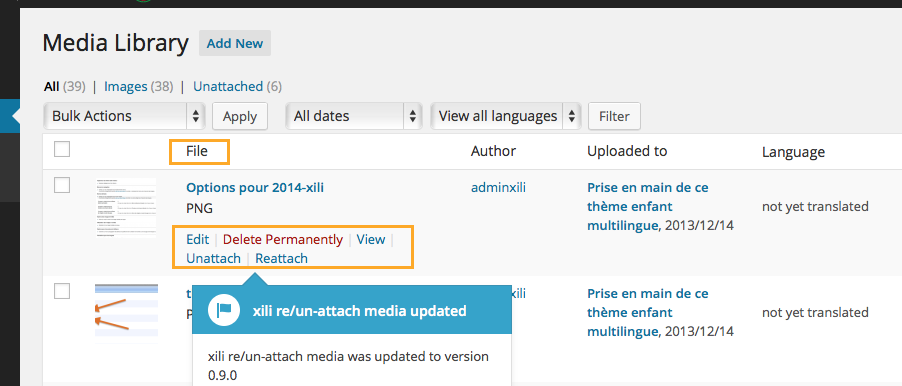 Media Library Add New
All (39) | Images (38) | Unattached (6)
Bulk Actions Apply All dates View all languages Filter
File Author Uploaded to Language
Options pour 2014-xili adminxili Prise en main de ce
PNG thème enfant not yet translated
multilingue, 2013/12/14
Edit | Delete Permanently | View |
Unattach | Reattach
Prise en main de ce
thème enfant not yet translated
multilingue, 2013/12/14
xili re/un-attach media updated
xili re/un-attach media was updated to version
0.9.0